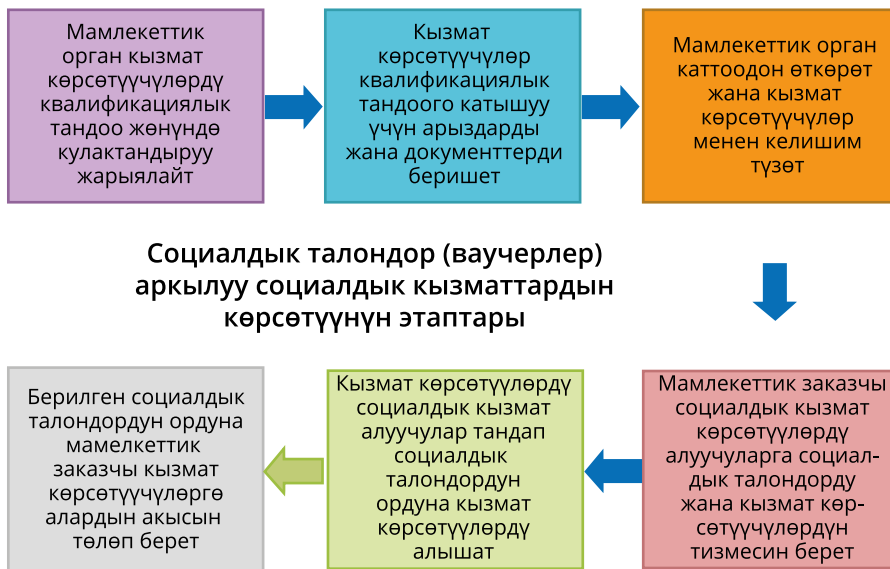 Мамлекеттик
орган кызмат
көрсөтүүчүлөрдү
квалификациялык
тандоо жөнүндө
кулактандыруу
жарыялайт
Кызмат
көрсөтүүчүлөр
квалификациялык
тандоого катышуу
үчүн арыздарды
жана документтерди
беришет
Мамлекеттик орган
каттоодон өткөрөт
жана кызмат
көрсөтүүчүлөр
менен келишим
түзөт
Социалдык талондор (ваучерлер)
аркылуу социалдык кызматтардын
көрсөтүүнүн этаптары
Мамлекеттик заказчы
социалдык кызмат
көрсөтүүлөрдү
алуучуларга социал-
дык талондорду
жана кызмат көр-
сөтүүчүлөрдүн
тизмесин берет
Кызмат көрсөтүүлөрдү
социалдык кызмат
алуучулар тандап
социалдык
талондордун
ордуна кызмат
көрсөтүүлөрдү
алышат
Берилген социалдык
талондордун ордуна
мамелкеттик
заказчы кызмат
көрсөтүүчүлөргө
алардын акысын
төлөп берет